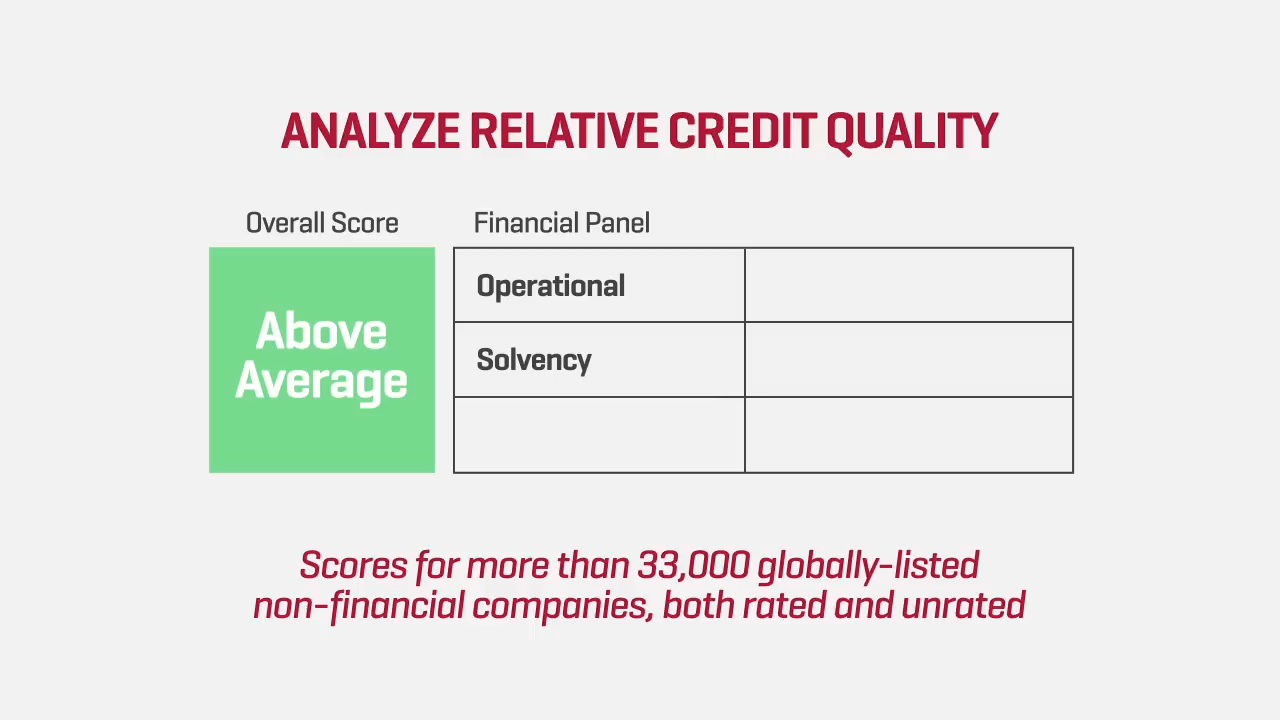 ANALYZE RELATIVE CREDIT QUALITY
Overall Score
Financial Panel
Above
Average
Operational
Solvency
Scores for more than 33,000 globally-listed
non-financial companies, both rated and unrated